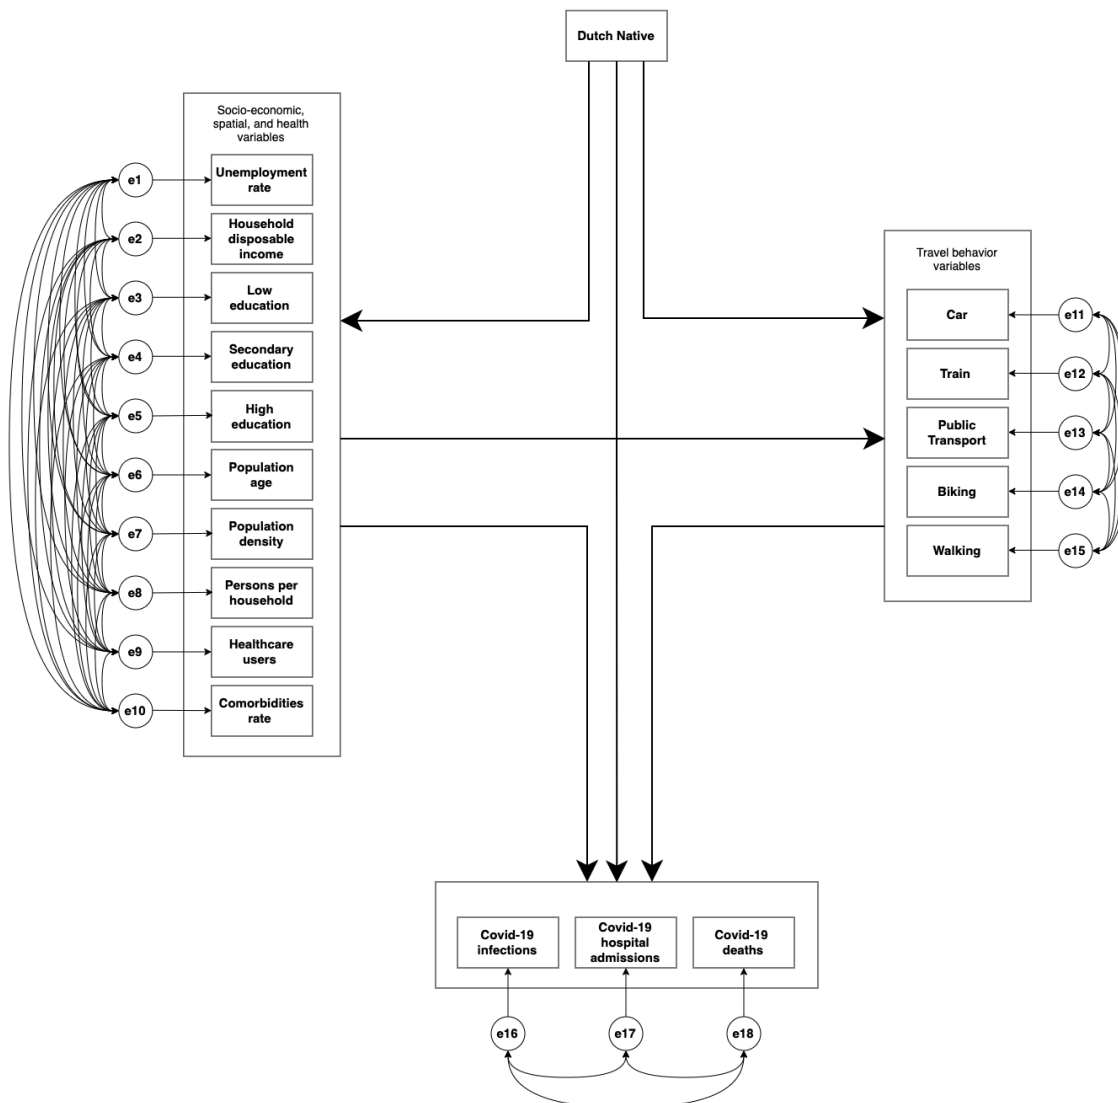 Dutch Native
Socio-economic,
spatial, and health
variables
e1
Unemployment
rate
e2
Household
disposable
income
e3
Low
education
e4
Secondary
education
e5
High
education
e6
Population
age
e7
Population
density
e8
Persons per
household
e9
Healthcare
users
e10
Comorbidities
rate
Travel behavior
variables
Car
e11
Train
e12
Public
Transport
e13
Biking
e14
Walking
e15
Covid-19
infections
Covid-19
hospital
admissions
Covid-19
deaths
e16
e17
e18